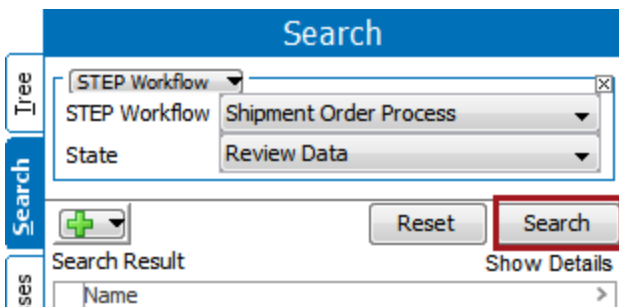 Search
Tree
STEP Workflow
STEP Workflow Shipment Order Process
State Review Data
Search
Reset Search
Search Result Show Details
Name